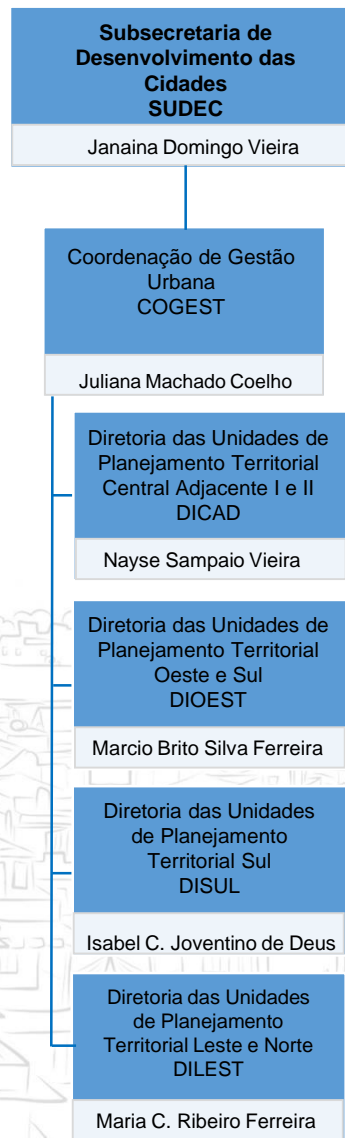 Subsecretaria de
Desenvolvimento das
Cidades
SUDEC
Janaina Domingo Vieira
Coordenação de Gestão
Urbana
COGEST
Juliana Machado Coelho
Diretoria das Unidades de
Planejamento Territorial
Central Adjacente I e II
DICAD
Nayse Sampaio Vieira
Diretoria das Unidades de
Planejamento Territorial
Oeste e Sul
DIOEST
Marcio Brito Silva Ferreira
Diretoria das Unidades
de Planejamento
Territorial Sul
DISUL
Isabel C. Joventino de Deus
Diretoria das Unidades
de Planejamento
Territorial Leste e Norte
DILEST
Maria C. Ribeiro Ferreira